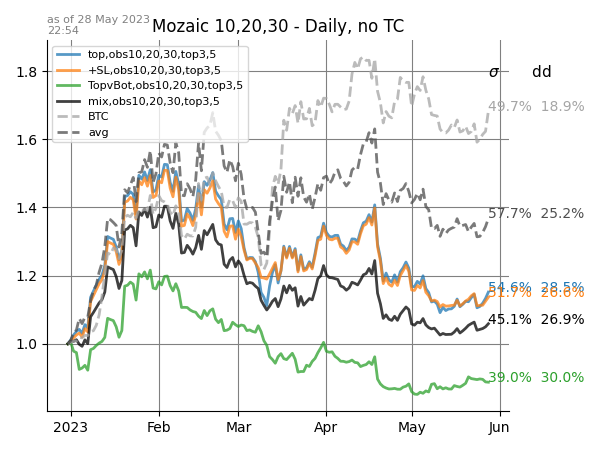 as of 28 May 2023
22:54
Mozaic 10,20,30 - Daily, no TC
top,obs10,20,30,top3,5
+SL,obs10,20,30,top3,5
TopvBot,obs10,20,30,top3,5
mix,obs10,20,30,top3,5
BTC
avg
σ dd
49.7% 18.9%
57.7% 25.2%
54.6% 28.5%
51.7% 26.6%
45.1% 26.9%
39.0% 30.0%
1.8
1.6
1.4
1.2
1.0
2023 Feb Mar Apr May Jun